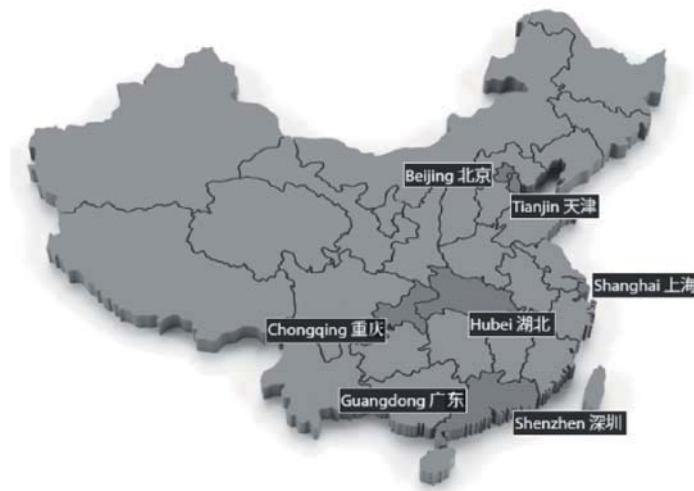 Beijing 北京
Tianjin 天津
Shanghai 上海
Chongqing 重庆
Hubei 湖北
Guangdong 广东
Shenzhen 深圳